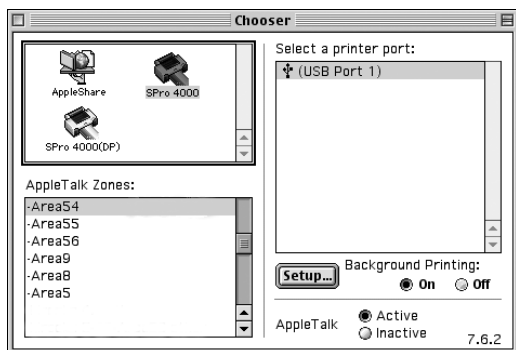 Chooser
AppleShare
SPro 4000
SPro 4000(DP)
AppleTalk Zones:
-Area54
-Area55
-Area56
-Area9
-Area8
-Area5
Select a printer port:
(USB Port 1)
Setup...
Background Printing:
On Off
AppleTalk
Active
Inactive
7.6.2